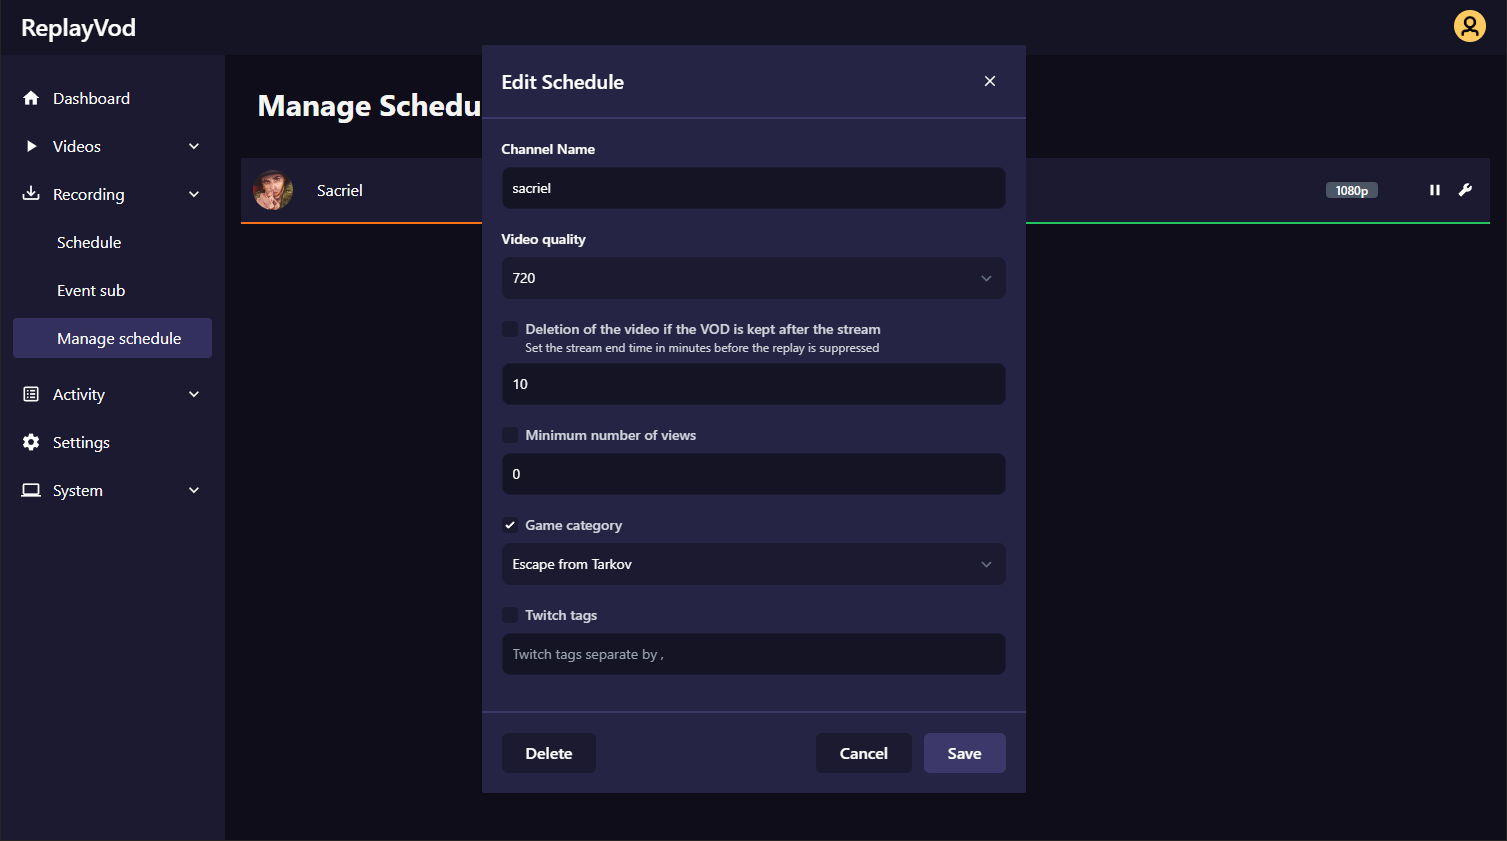 ReplayVod
Dashboard
Videos
Recording
Schedule
Event sub
Manage schedule
Activity
Settings
System
Manage Schedu
Sacriel
1080p
Edit Schedule
Channel Name
sacriel
Video quality
720
Deletion of the video if the VOD is kept after the stream
Set the stream end time in minutes before the replay is suppressed
10
Minimum number of views
0
Game category
Escape from Tarkov
Twitch tags
Twitch tags separate by ,
Delete
Cancel
Save